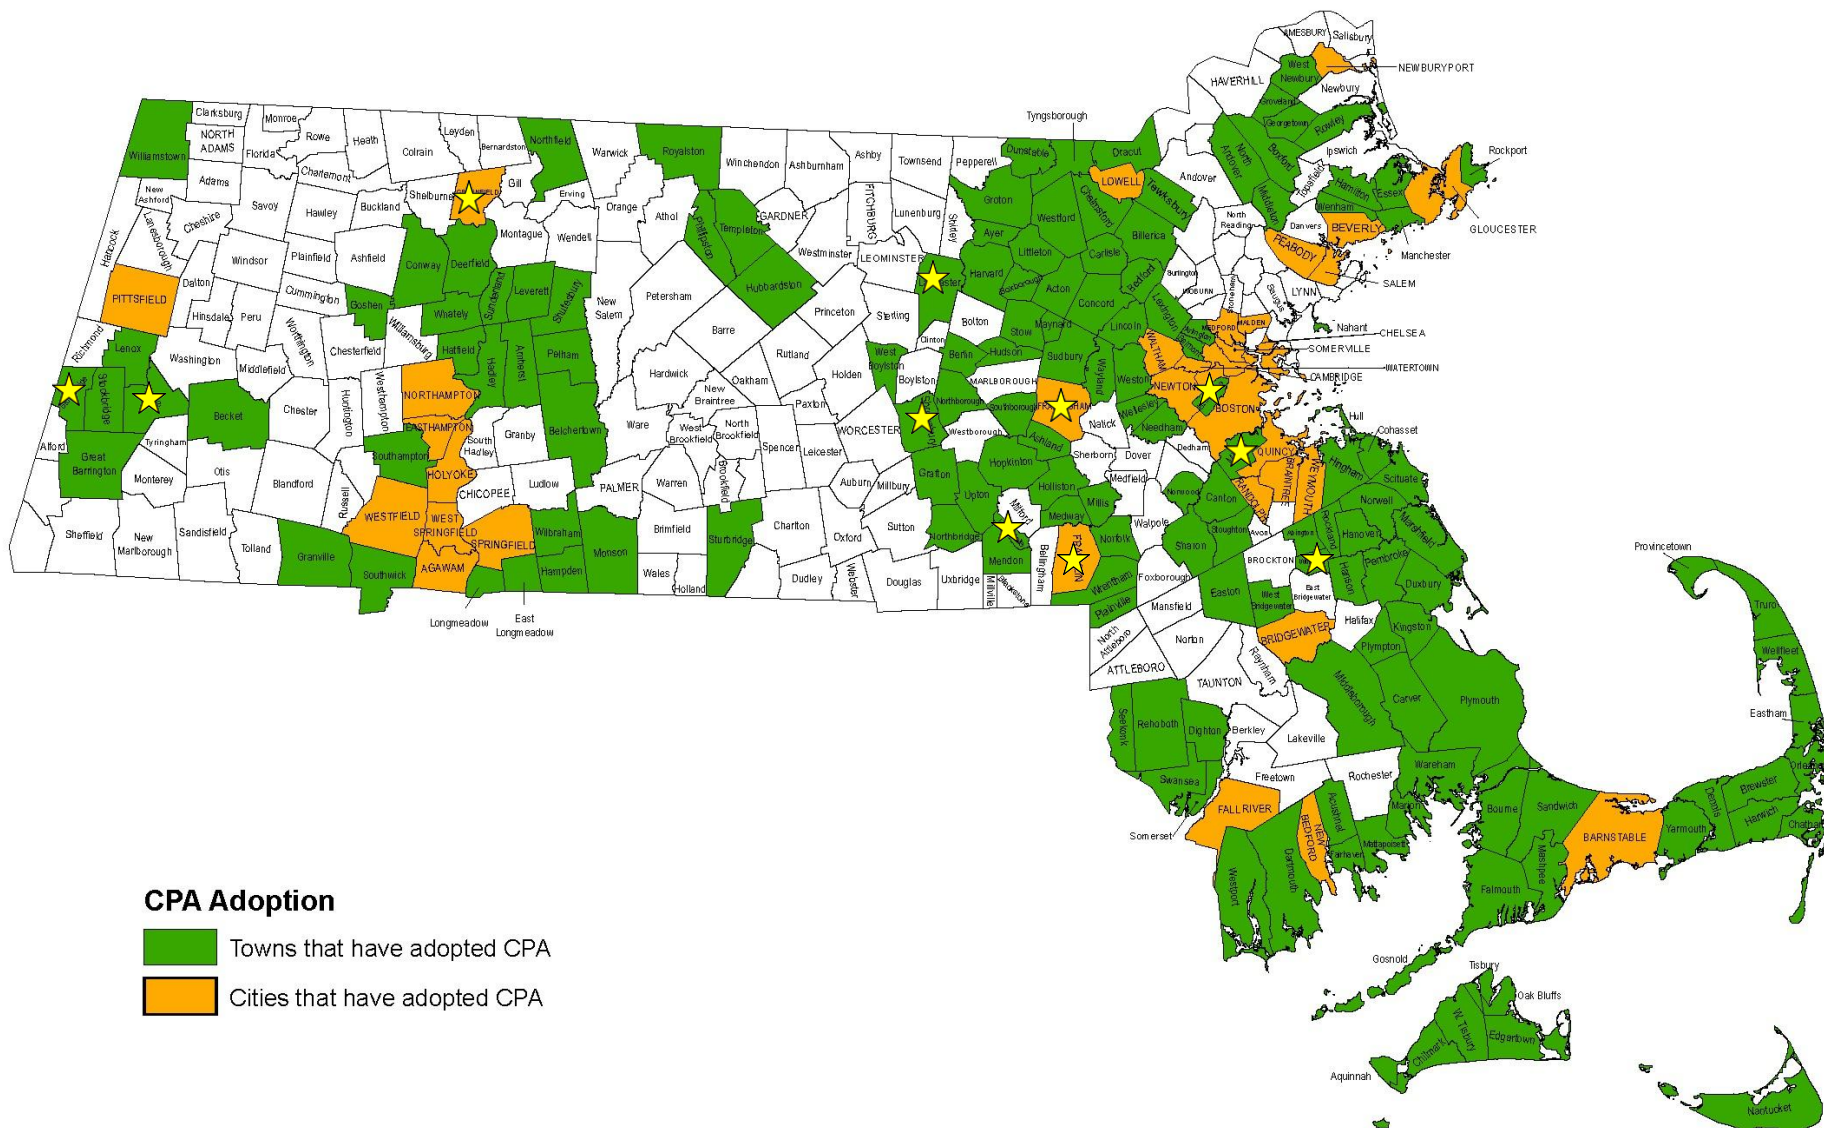 AMESBURY
Salisbury
West
Newbury
NEWBURYPORT
HAVERHILL
Newbury
Groveland
Georgetown
Rowley
Clarksburg
Monroe
NORTH
ADAMS
Rowe
Heath
Leyden
Bernardston
Northfield
Tyngsborough
Williamstown
Florida
Colrain
Warwick
Royalston
Winchendon
Ashburnham
Ashby
Townsend
Pepperell
Dunstable
Dracut
North
Andover
Boxford
Ipswich
Topsfield
Rockport
New
Ashford
Adams
Savoy
Charlemont
Hawley
Buckland
Shelburne
Gill
Erving
Orange
Athol
Phillipston
Templeton
GARDNER
FITCHBURG
Lunenburg
Shirley
Groton
Westford
Chelmsford
LOWELL
Tewksbury
Andover
Middleton
Hamilton
Essex
Wenham
Hancock
Lanesborough
Cheshire
Windsor
Plainfield
Ashfield
Conway
Deerfield
Montague
Wendell
Westminster
LEOMINSTER
Ayer
Harvard
Littleton
Carlisle
Billerica
North
Reading
Danvers
BEVERLY
PEABODY
GLOUCESTER
Manchester
SALEM
PITTSFIELD
Dalton
Hinsdale
Peru
Cummington
Goshen
Whately
Sunderland
Leverett
Shutesbury
New
Salem
Petersham
Hubbardston
Princeton
Sterling
Bolton
Boxborough
Acton
Concord
Bedford
Burlington
WOBURN
Stoneham
Saugus
LYNN
Nahant
Richmond
Lenox
Washington
Middlefield
Worthington
Chesterfield
Williamsburg
Hatfield
Hadley
Amherst
Pelham
Barre
Rutland
Holden
West
Boylston
Clinton
Boylston
Berlin
Hudson
Stow
Maynard
Sudbury
Lincoln
Lexington
Arlington
MEDFORD
MALDEN
CHELSEA
SOMERVILLE
WATERTOWN
CAMBRIDGE
Stockbridge
Becket
Chester
Huntington
Westhampton
NORTHAMPTON
EASTHAMPTON
Hardwick
New
Braintree
Oakham
Paxton
WORCESTER
Northborough
MARLBOROUGH
Southborough
Wayland
Weston
WALTHAM
NEWTON
BOSTON
Wellesley
Needham
Natick
Hull
Cohasset
Alford
Great
Barrington
Tyringham
Monterey
Otis
Blandford
Russell
Southampton
South
Hadley
Granby
Belchertown
Ware
West
Brookfield
North
Brookfield
Brookfield
Spencer
Leicester
Auburn
Millbury
Westborough
Ashland
Hopkinton
Sherborn
Dover
Dedham
QUINCY
BRAINTREE
WEYMOUTH
RANDOLPH
Hingham
Scituate
Norwell
HOLYOKE
CHICOPEE
Ludlow
PALMER
Warren
Grafton
Upton
Milford
Holliston
Medway
Millis
Medfield
Norwood
Canton
Walpole
Stoughton
Avon
Rockland
Abington
Hanover
Marshfield
Sheffield
New
Marlborough
Sandisfield
Tolland
Granville
WESTFIELD
WEST
SPRINGFIELD
SPRINGFIELD
AGAWAM
Southwick
Wilbraham
Hampden
Monson
Brimfield
Sturbridge
Charlton
Oxford
Sutton
Northbridge
Mendon
Bellingham
Norfolk
Wrentham
Sharon
BROCKTON
Hanson
Pembroke
Duxbury
Longmeadow
East
Longmeadow
Wales
Holland
Dudley
Webster
Douglas
Uxbridge
Millville
Blackstone
Foxborough
Plainville
Mansfield
Easton
West
Bridgewater
East
Bridgewater
Halifax
Kingston
Plympton
North
Attleboro
Norton
ATTLEBORO
Raynham
BRIDGEWATER
TAUNTON
Middleborough
Carver
Plymouth
Provincetown
Truro
Wellfleet
Eastham
Seekonk
Rehoboth
Dighton
Berkley
Lakeville
Freetown
Rochester
Wareham
Swansea
Somerset
FALL RIVER
NEW
BEDFORD
Acushnet
Marion
Mattapoisett
Fairhaven
Dartmouth
Westport
Bourne
Sandwich
BARNSTABLE
Mashpee
Falmouth
Yarmouth
Dennis
Brewster
Harwich
Gosnold
Tisbury
Oak Bluffs
W. Tisbury
Edgartown
Chilmark
Aquinnah
Nantucket
CPA Adoption
Towns that have adopted CPA
Cities that have adopted CPA